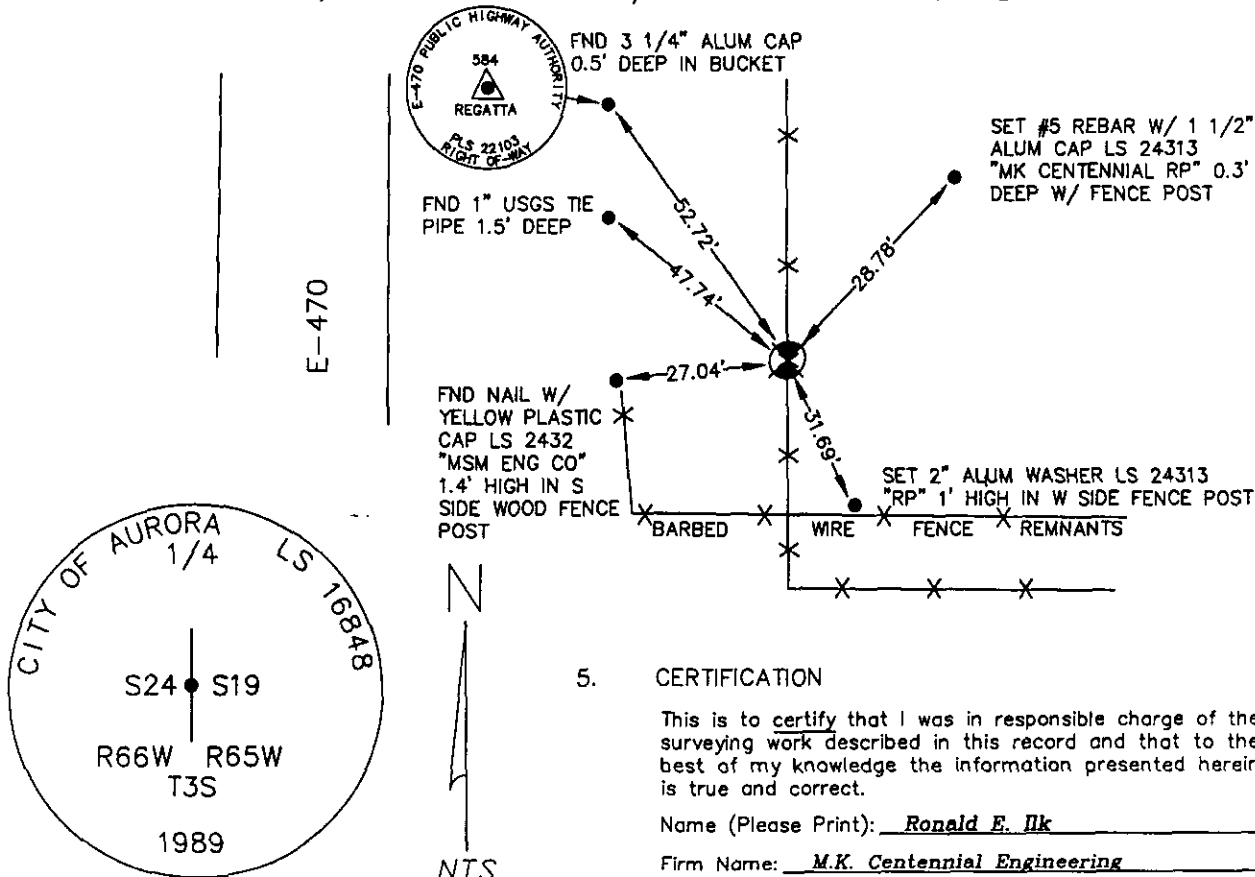 E-470 PUBLIC HIGHWAY AUTHORITY
584
REGATTA
PLS 22103
RIGHT OF-WAY
FND 3 1/4" ALUM CAP
0.5' DEEP IN BUCKET
SET #5 REBAR W/ 1 1/2"
ALUM CAP LS 24313
"MK CENTENNIAL RP" 0.3'
DEEP W/ FENCE POST
FND 1" USGS TIE
PIPE 1.5' DEEP
52.72'
47.74'
28.78'
E-470
27.04'
31.69'
FND NAIL W/
YELLOW PLASTIC
CAP LS 2432
"MSM ENG CO"
1.4' HIGH IN S
SIDE WOOD FENCE
POST
SET 2" ALUM WASHER LS 24313
"RP" 1' HIGH IN W SIDE FENCE POST
BARBED WIRE FENCE REMNANTS
CITY OF AURORA LS 16848
1/4
S24 S19
R66W R65W
T3S
1989
N
NTS
5. CERTIFICATION
This is to certify that I was in responsible charge of the
surveying work described in this record and that to the
best of my knowledge the information presented herein
is true and correct.
Name (Please Print): Ronald E. Ilk
Firm Name: M.K. Centennial Engineering